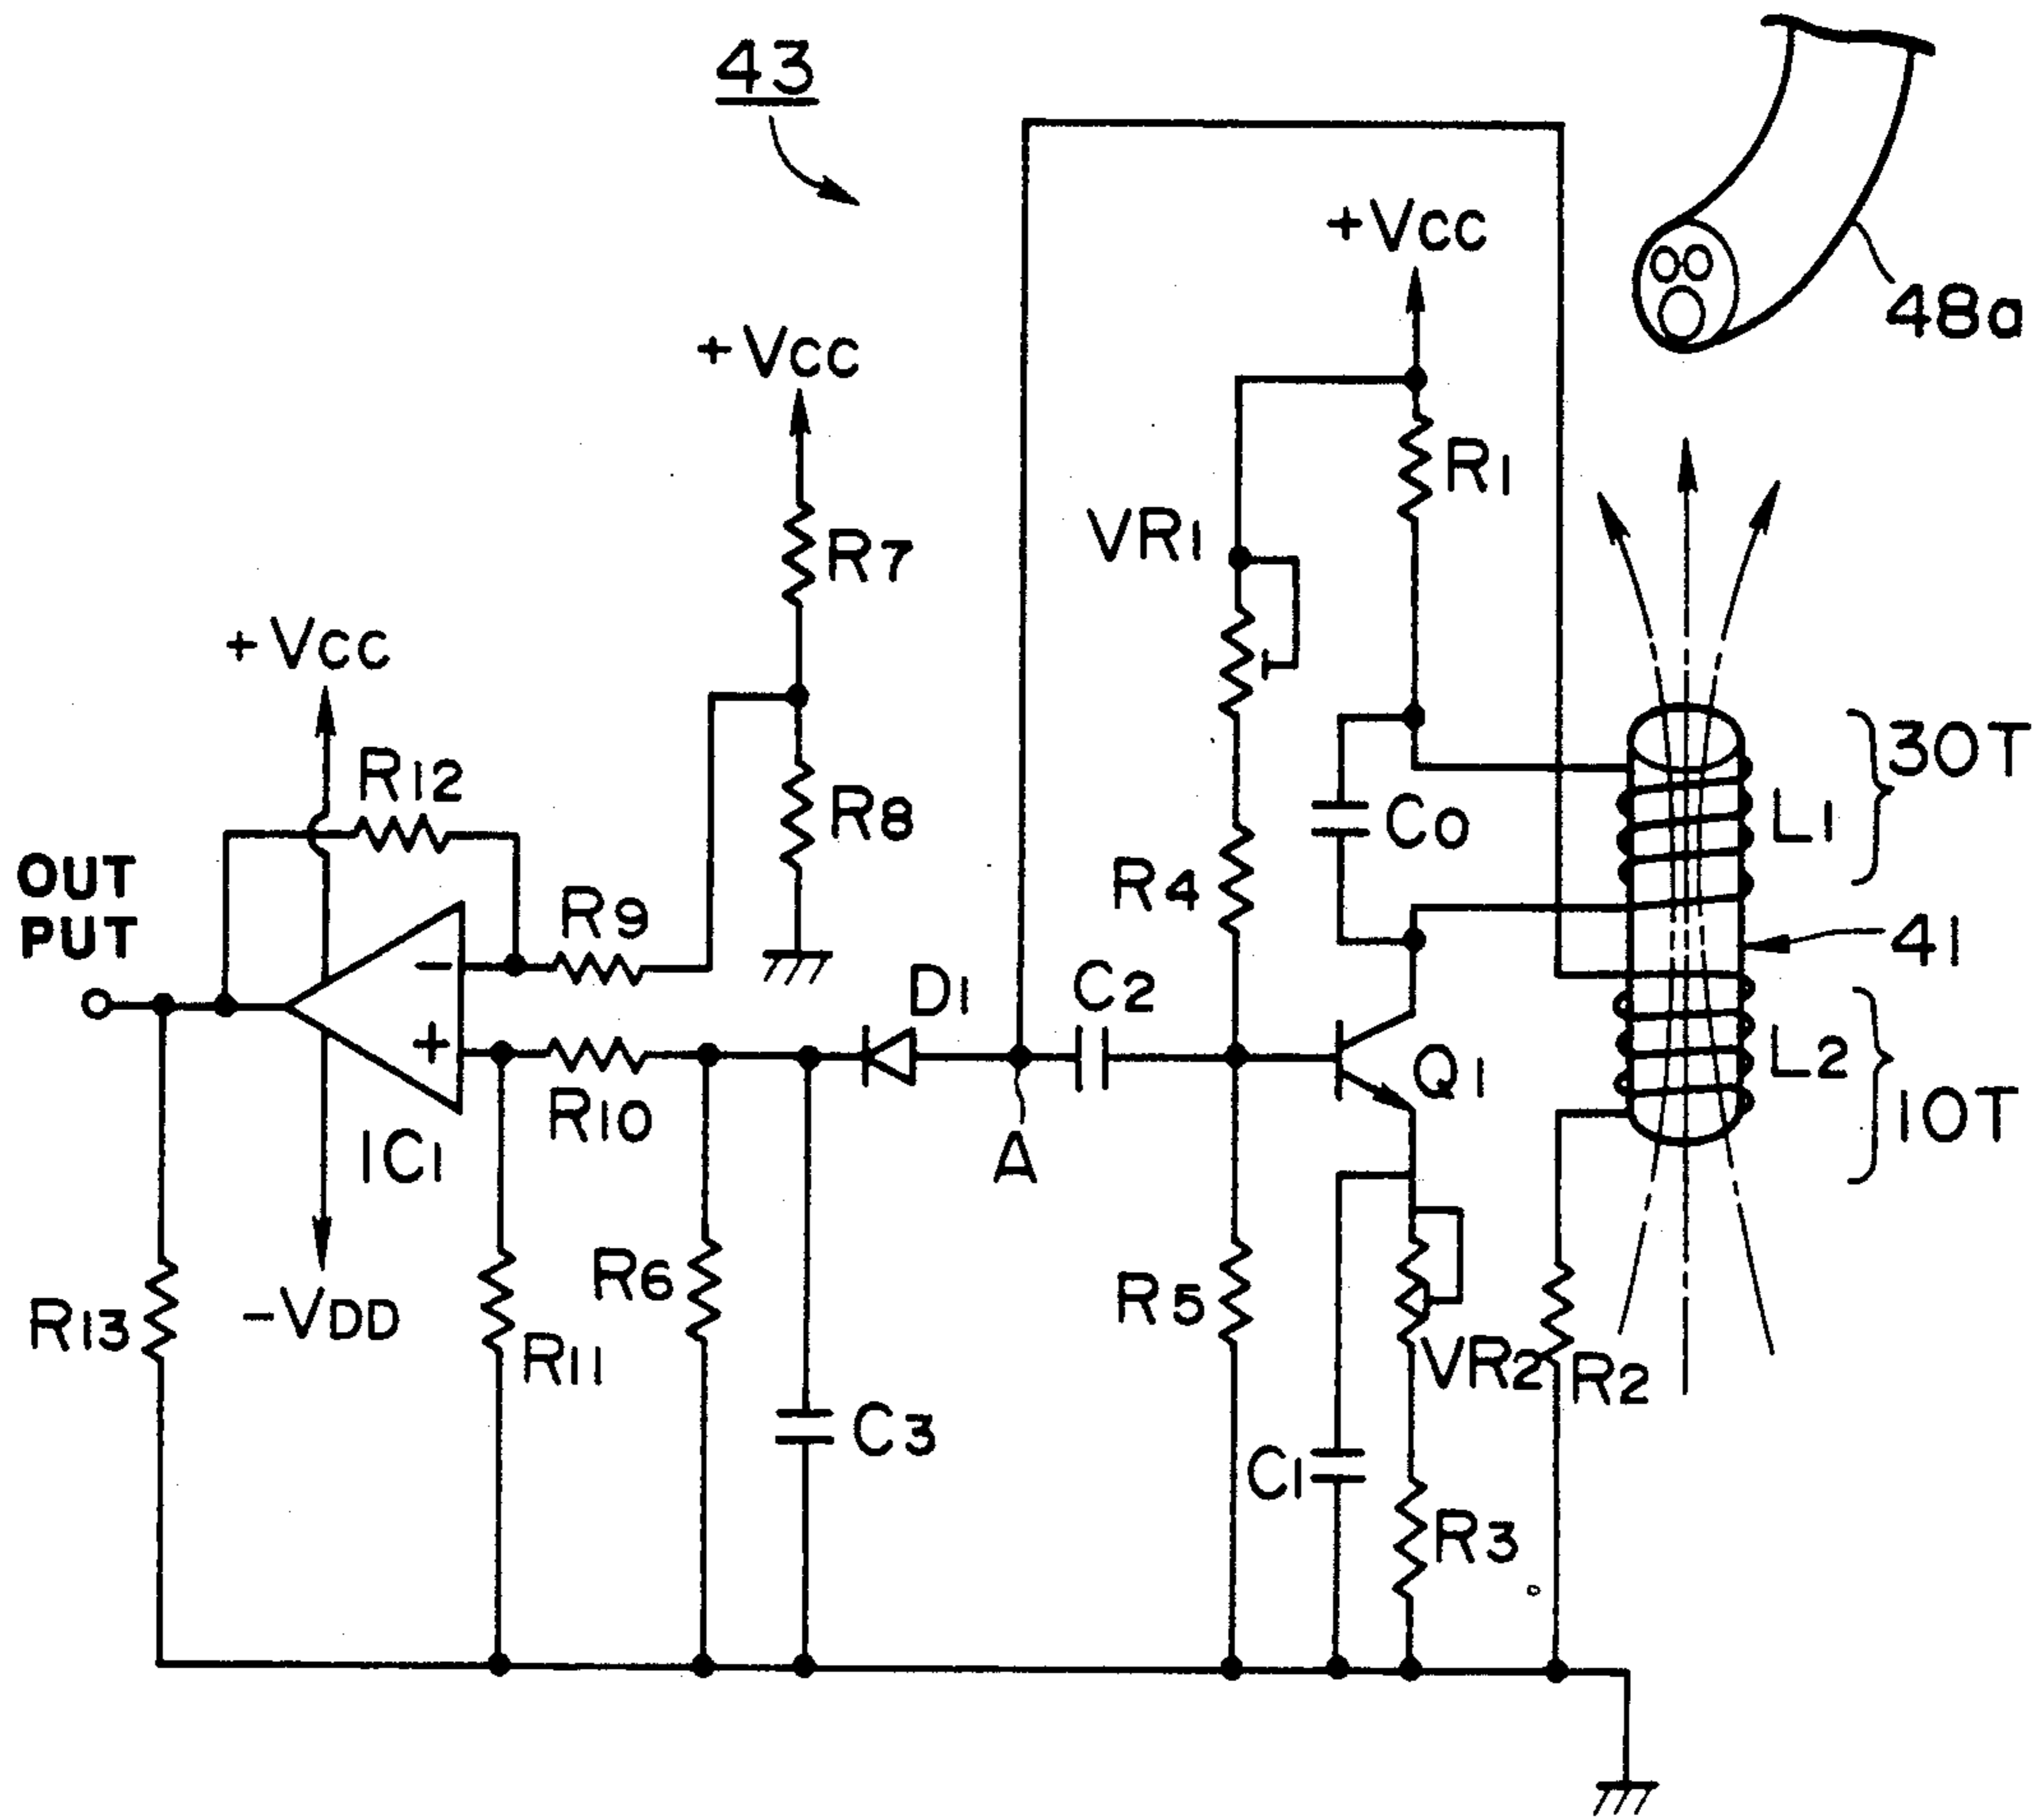 43
+VCC
48a
+VCC
R1
VR1
R7
+VCC
30T
R12
L1
R8
C0
R4
OUT
PUT
R9
41
D1
C2
-
+
L2
Q1
R10
10T
IC1
A
R6
R5
-VDD
R13
R11
VR2
R2
C3
C1
R3